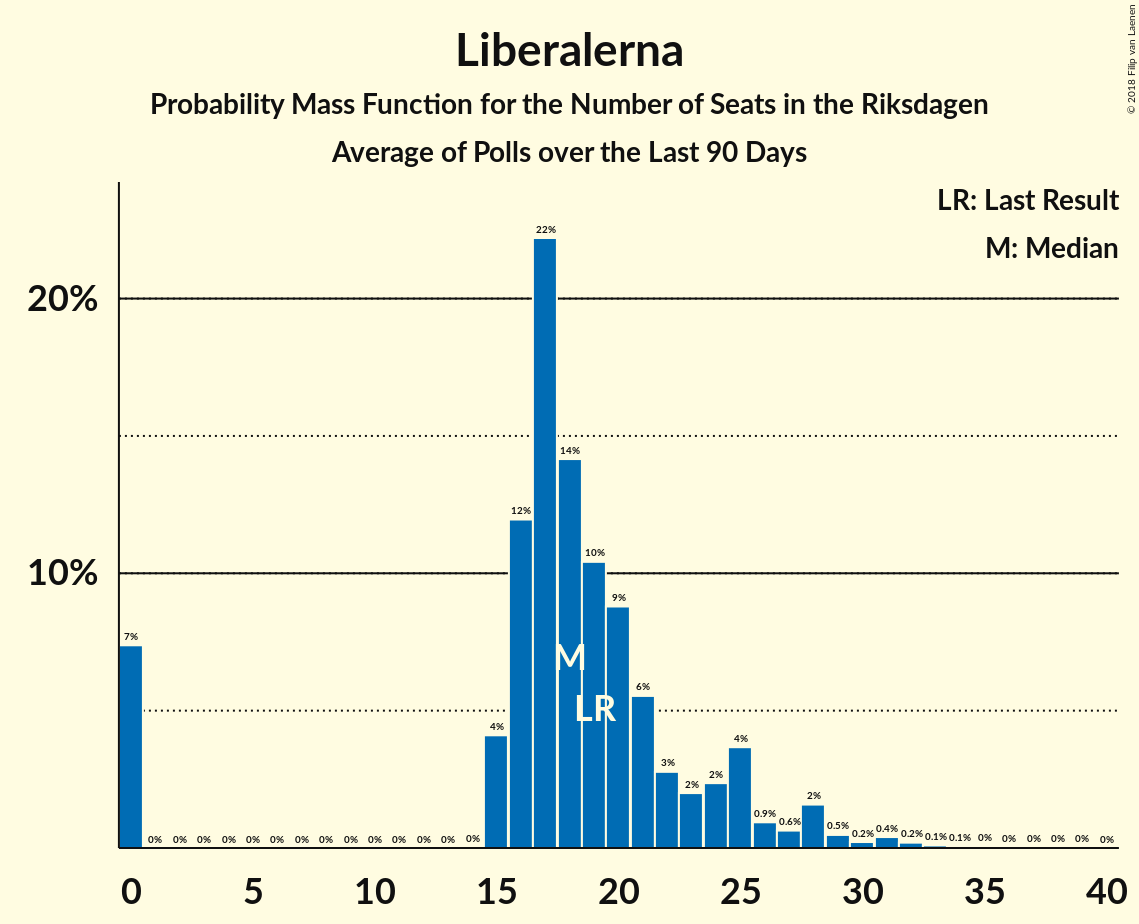 Liberalerna
Probability Mass Function for the Number of Seats in the Riksdagen
Average of Polls over the Last 90 Days
© 2018 Filip van Laenen
LR: Last Result
M: Median
20%
10%
7% 0% 0% 0% 0% 0% 0% 0% 0% 0% 0% 0% 0% 0% 0% 4% 12% 22% 14% 10% 9% 6% 3% 2% 2% 4% 0.9% 0.6% 2% 0.5% 0.2% 0.4% 0.2% 0.1% 0.1% 0% 0% 0% 0% 0% 0%
M
LR
0 5 10 15 20 25 30 35 40